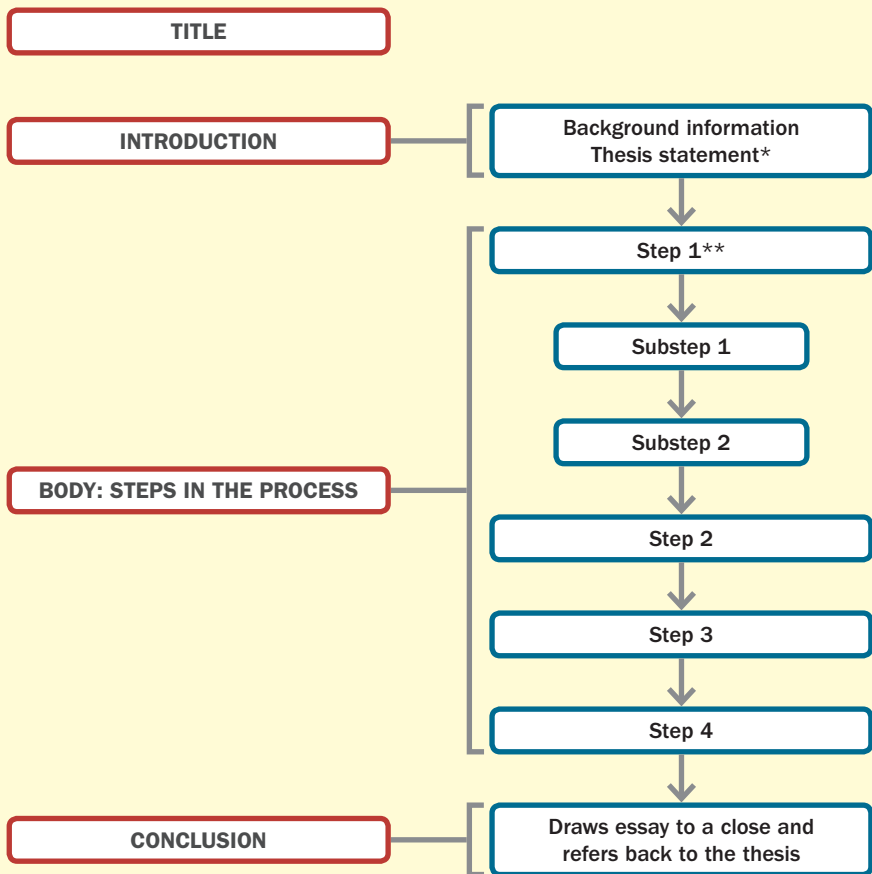 TITLE
INTRODUCTION
Background information
Thesis statement*
Step 1**
Substep 1
Substep 2
BODY: STEPS IN THE PROCESS
Step 2
Step 3
Step 4
CONCLUSION
Draws essay to a close and
refers back to the thesis